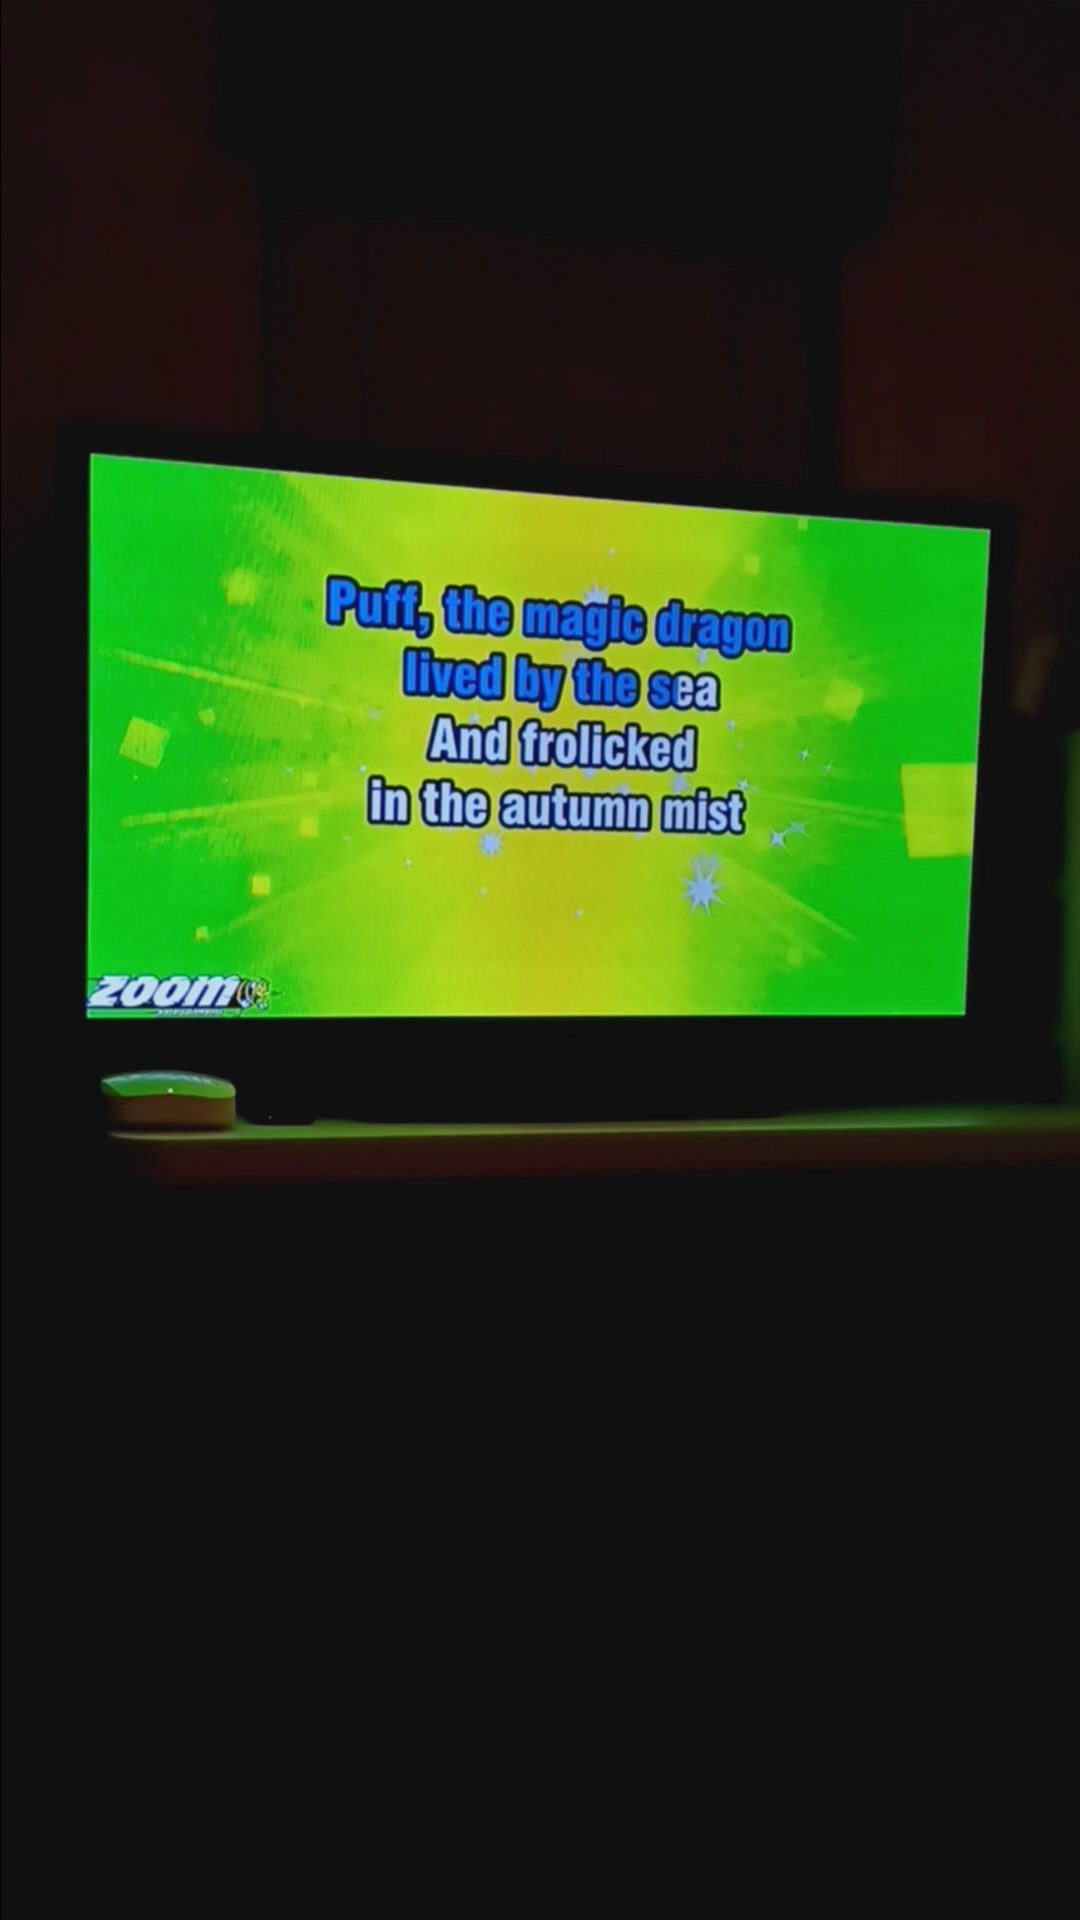 Puff, the magic dragon
lived by the sea
And frolicked
in the autumn mist
ZOOM